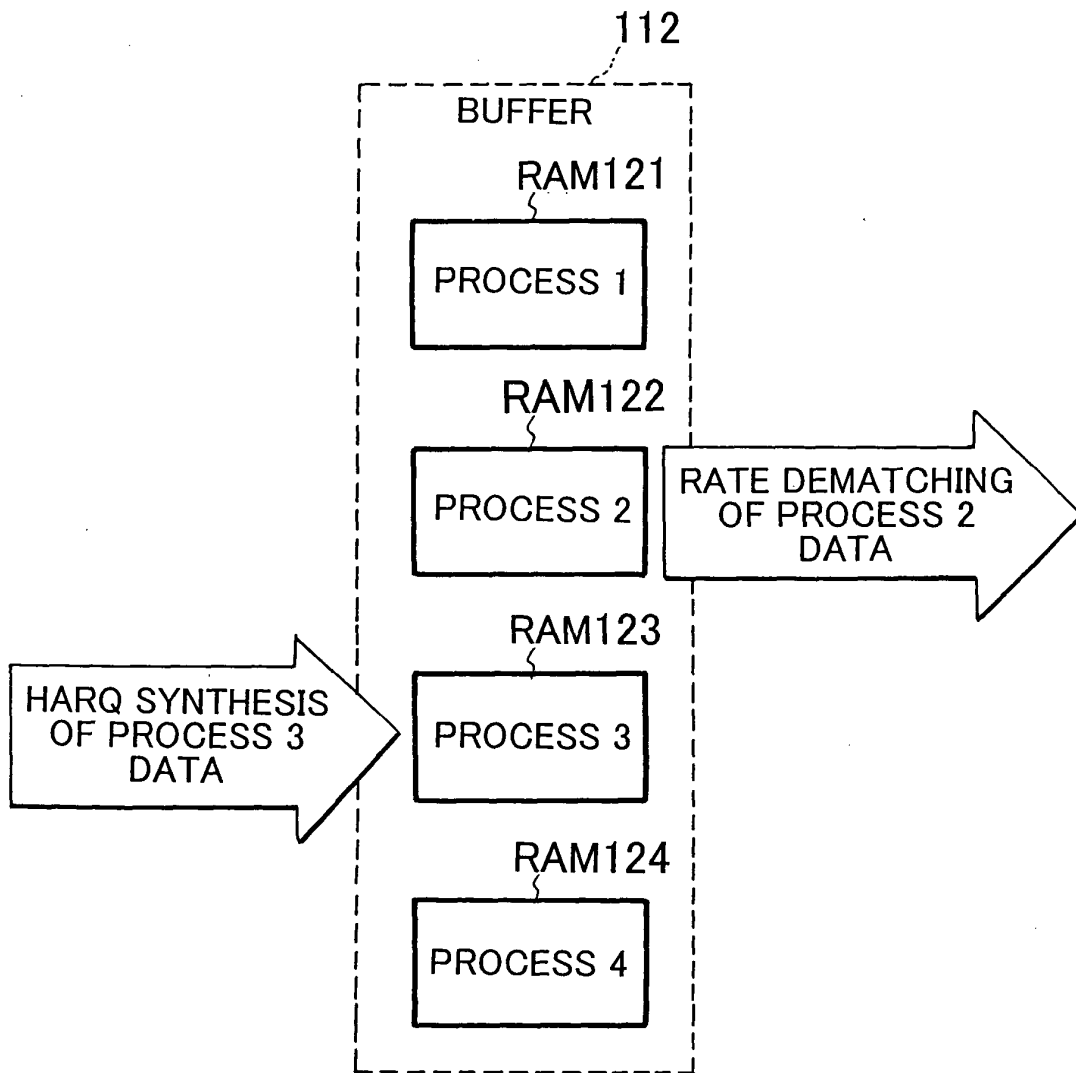 112
BUFFER
RAM121
PROCESS 1
RAM122
PROCESS 2
RATE DEMATCHING
OF PROCESS 2
DATA
RAM123
HARQ SYNTHESIS
OF PROCESS 3
DATA
PROCESS 3
RAM124
PROCESS 4